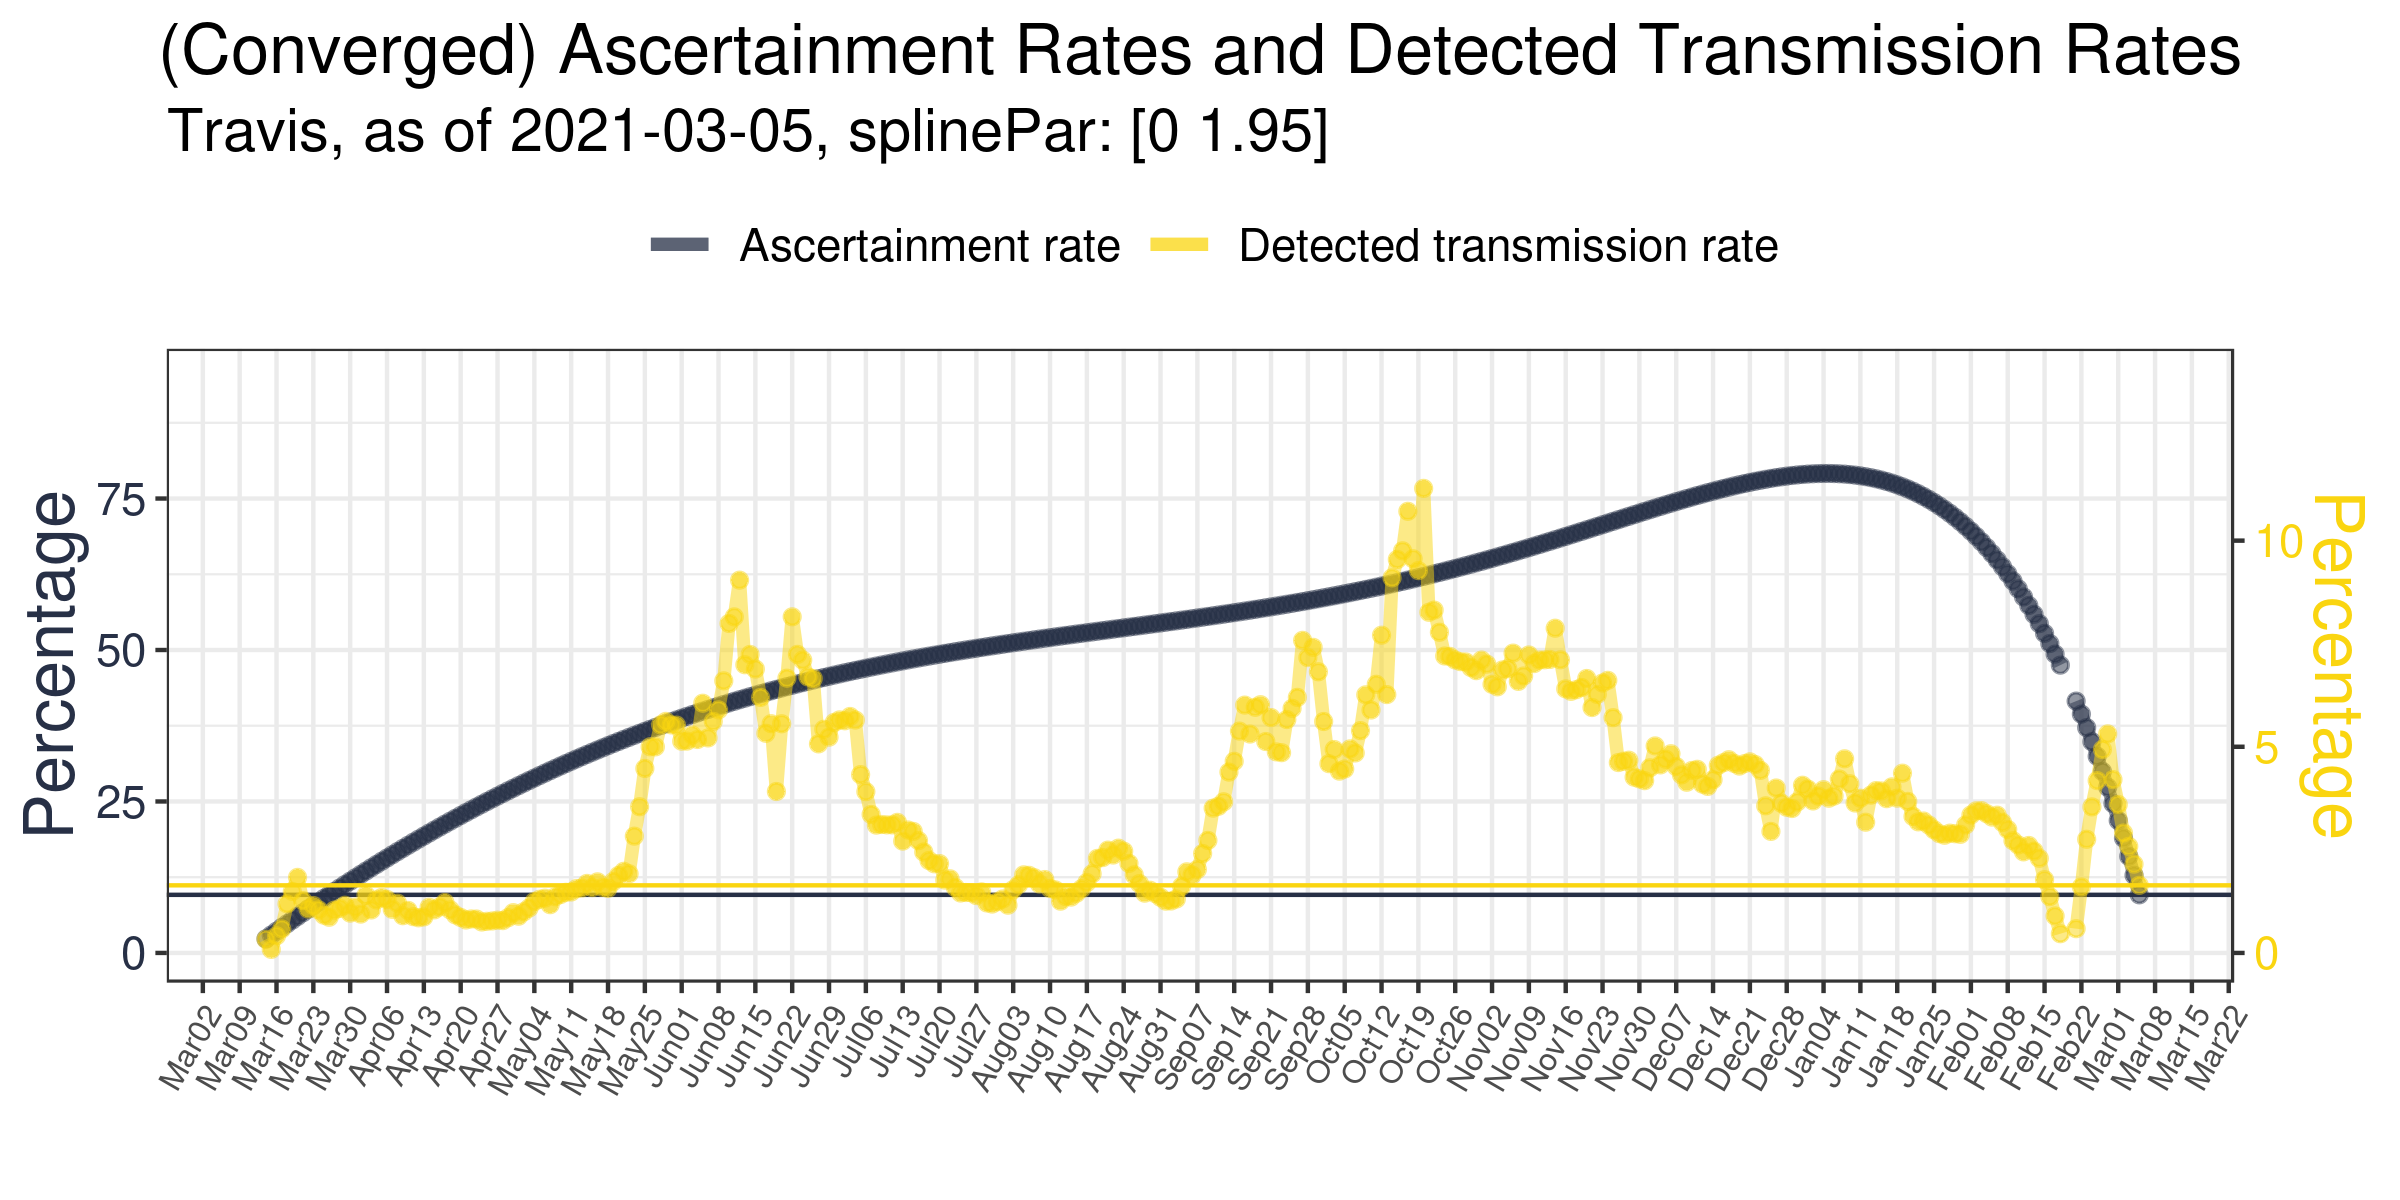 (Converged) Ascertainment Rates and Detected Transmission Rates
Travis, as of 2021-03-05, splinePar: [0 1.95]
Ascertainment rate
Detected transmission rate
Percentage
75
50
25
0
10
5
0
Percentage
Mar02
Mar09
Mar16
Mar23
Mar30
Apr06
Apr13
Apr20
Apr27
May04
May11
May18
May25
Jun01
Jun08
Jun15
Jun22
Jun29
Jul06
Jul13
Jul20
Jul27
Aug03
Aug10
Aug17
Aug24
Aug31
Sep07
Sep14
Sep21
Sep28
Oct05
Oct12
Oct19
Oct26
Nov02
Nov09
Nov16
Nov23
Nov30
Dec07
Dec14
Dec21
Dec28
Jan04
Jan11
Jan18
Jan25
Feb01
Feb08
Feb15
Feb22
Mar01
Mar08
Mar15
Mar22